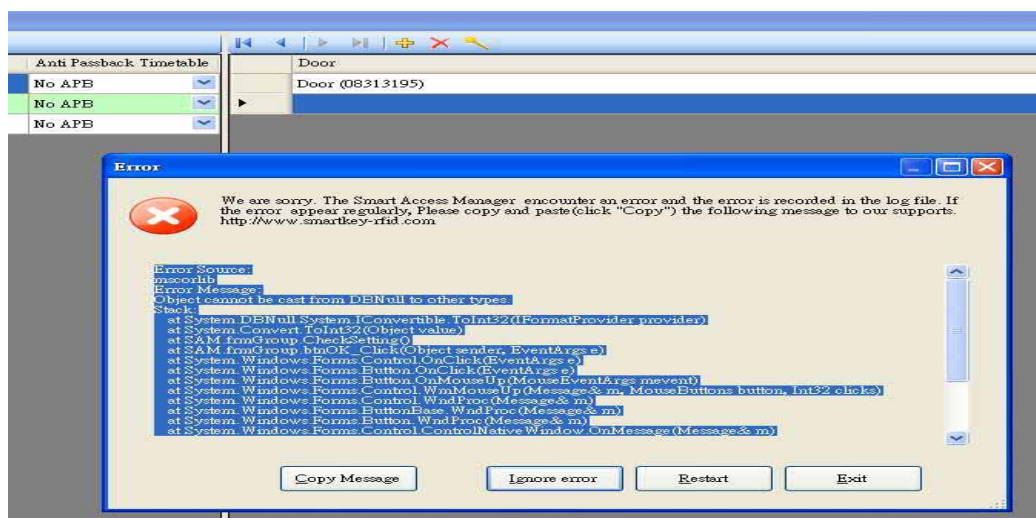 Anti Passback Timetable
Door
No APB
Door (08313195)
No APB
No APB
Error
We are sorry. The Smart Access Manager encounter an error and the error is recorded in the log file. If
the error appear regularly, Please copy and paste(click "Copy") the following message to our supports.
http://www.smartkey-rfid.com
Error Source:
mscorlib
Error Message:
Object cannot be cast from DBNull to other types.
Stack:
at System.DBNull.System.IConvertible.ToInt32(IFormatProvider provider)
at System.Convert.ToInt32(Object value)
at SAM.frmGroup.CheckSetting()
at SAM.frmGroup.btnOK_Click(Object sender, EventArgs e)
at System.Windows.Forms.Control.OnClick(EventArgs e)
at System.Windows.Forms.Button.OnClick(EventArgs e)
at System.Windows.Forms.Button.OnMouseUp(MouseEventArgs mevent)
at System.Windows.Forms.Control.WmMouseUp(Message& m, MouseButtons button, Int32 clicks)
at System.Windows.Forms.Control.WndProc(Message& m)
at System.Windows.Forms.ButtonBase.WndProc(Message& m)
at System.Windows.Forms.Button.WndProc(Message& m)
at System.Windows.Forms.Control.ControlNativeWindow.OnMessage(Message& m)
Copy Message
Ignore error
Restart
Exit